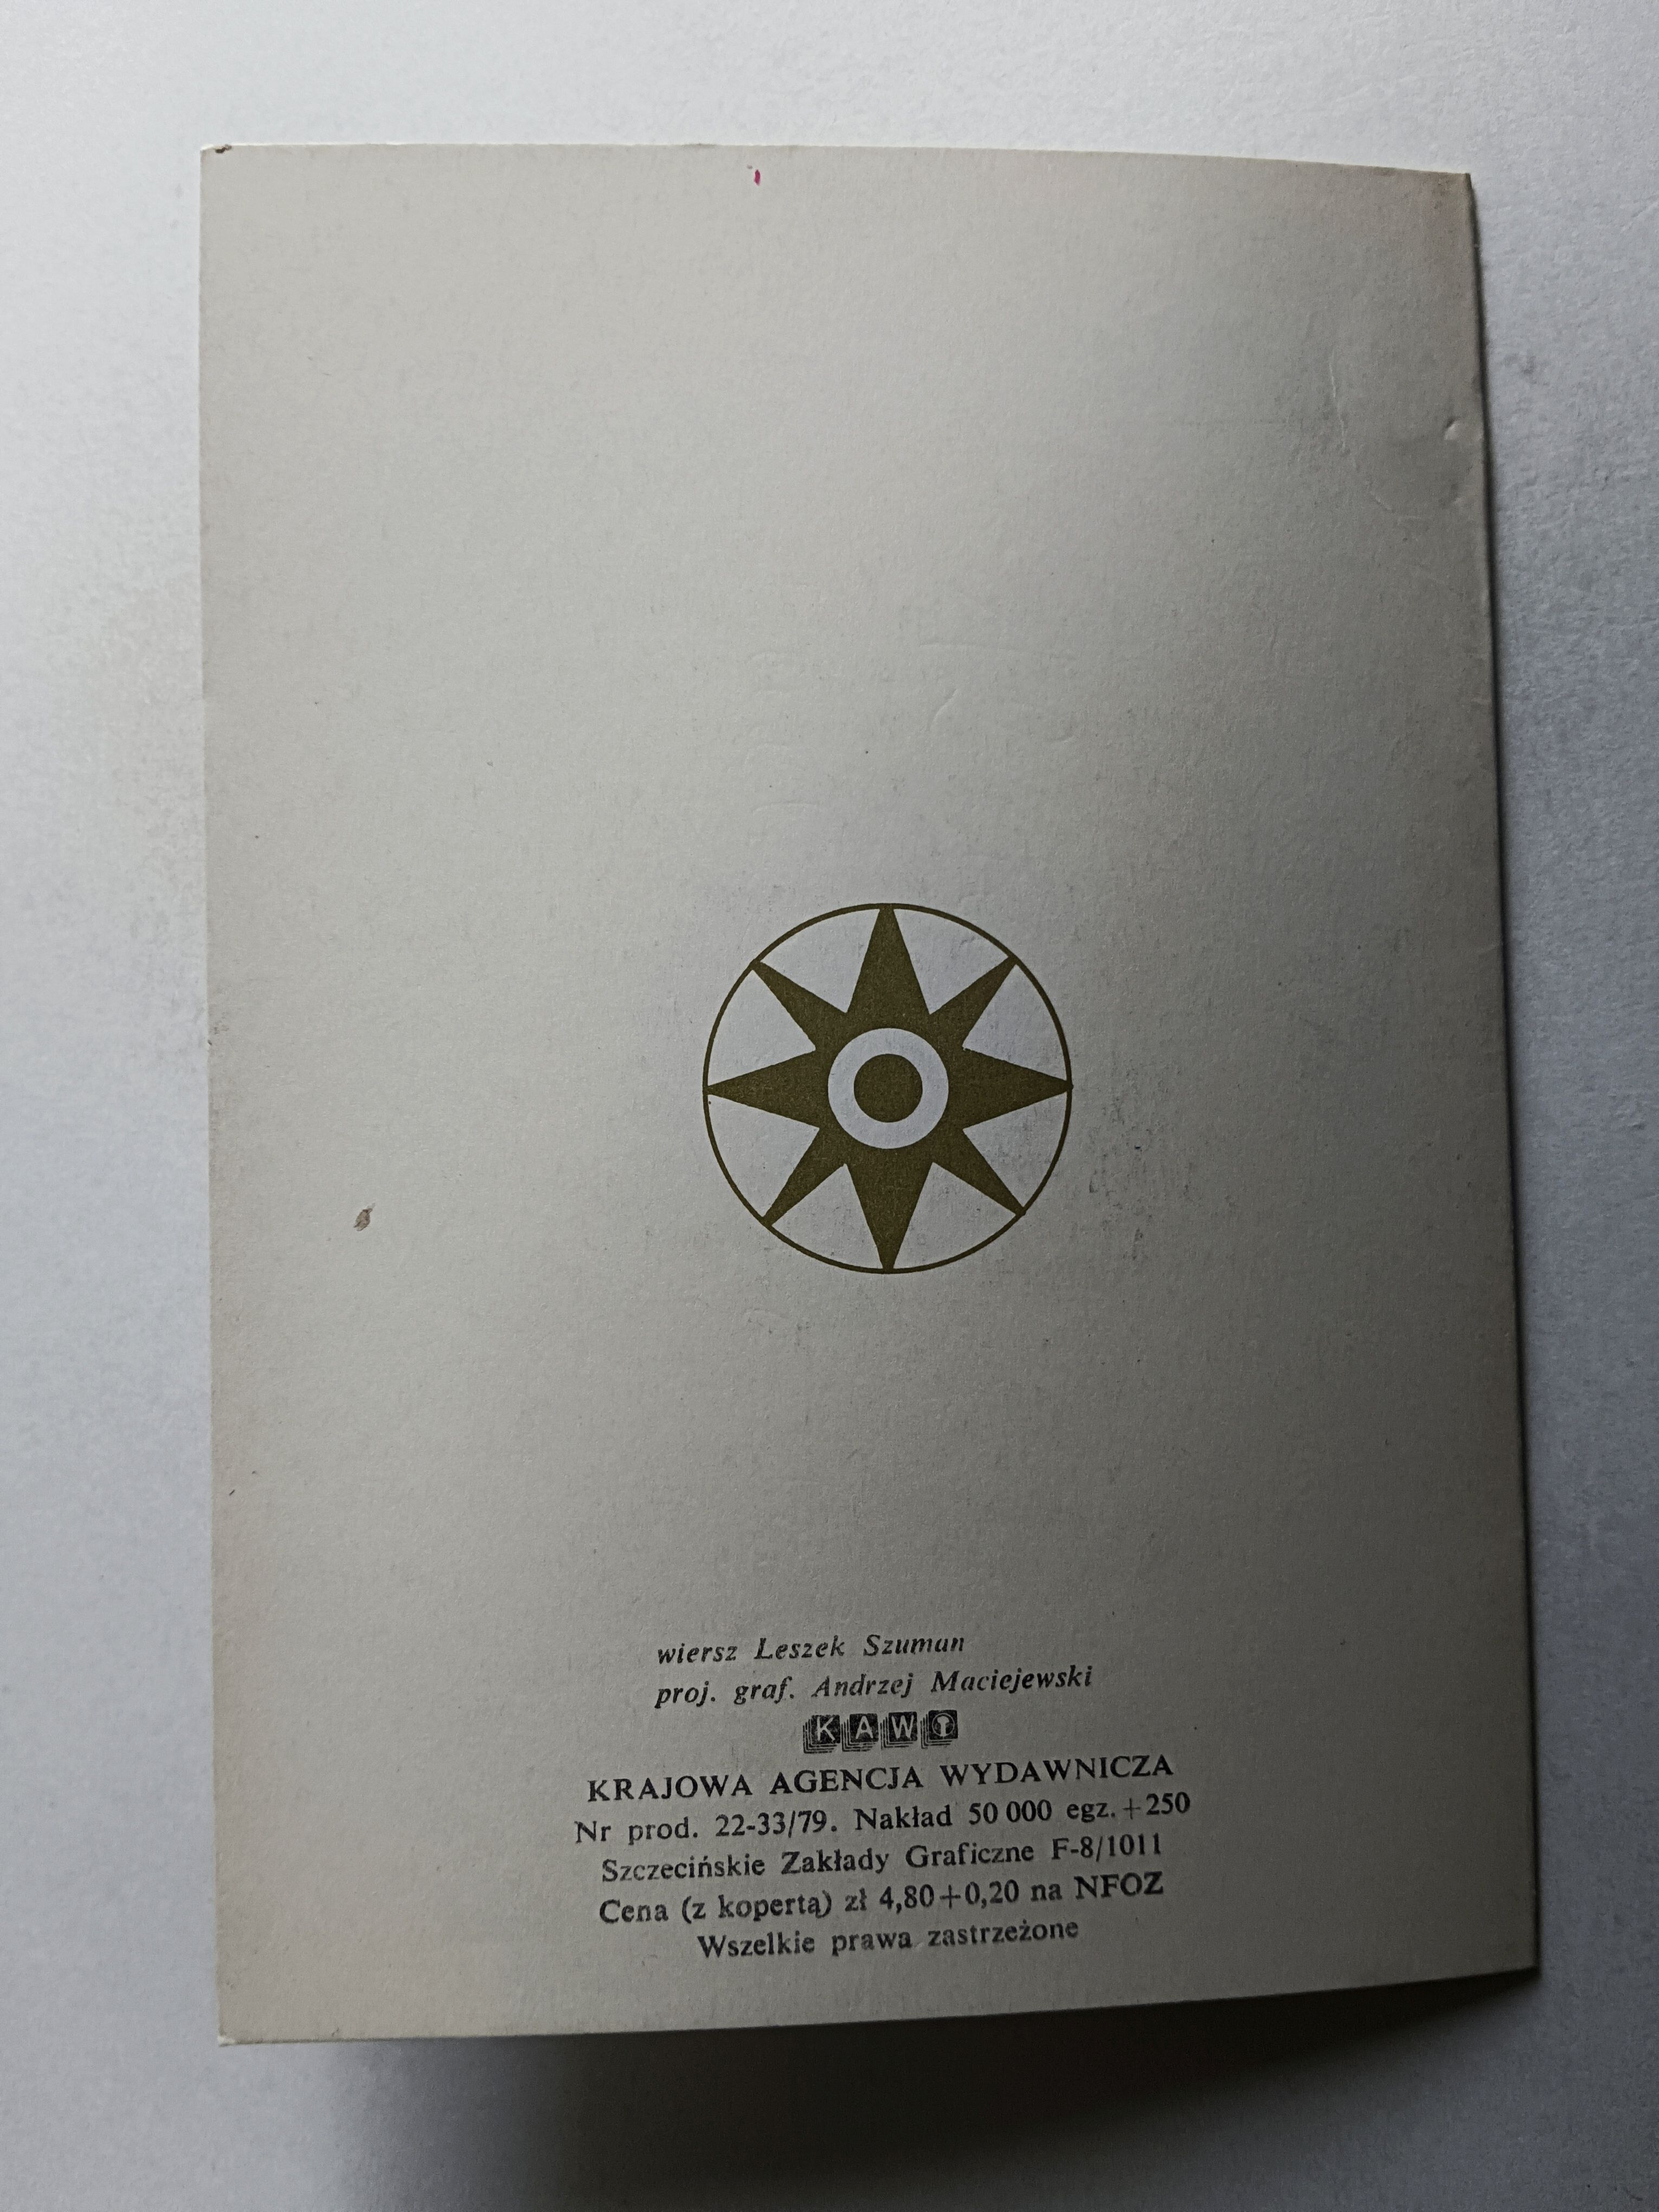 wiersz Leszek Szuman
proj. graf. Andrzej Maciejewski
KAW
KRAJOWA AGENCJA WYDAWNICZA
Nr prod. 22-33/79. Nakład 50 000 egz.+250
Szczecińskie Zakłady Graficzne F-8/1011
Cena (z kopertą) zł 4,80+0,20 na NFOZ
Wszelkie prawa zastrzeżone